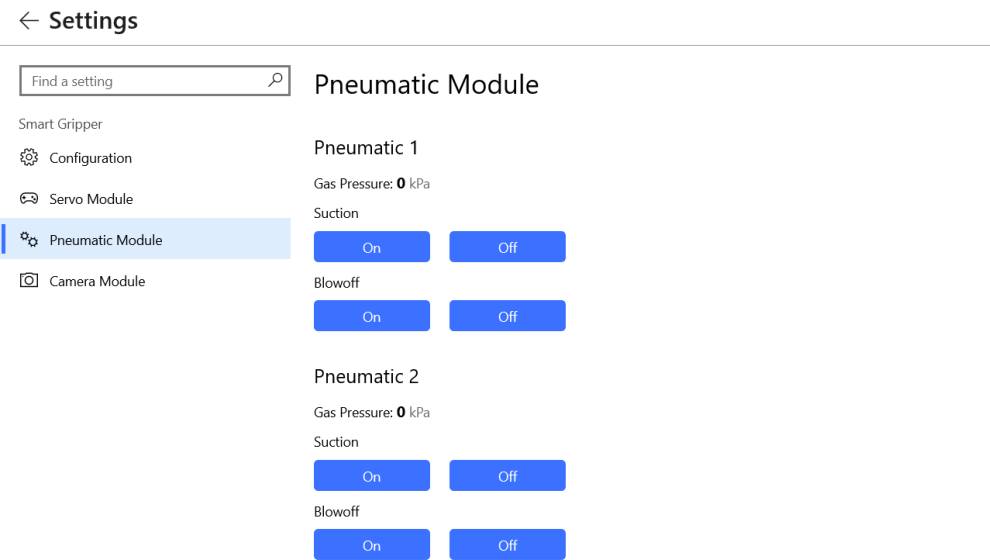 Settings
Find a setting
Smart Gripper
Configuration
Servo Module
Pneumatic Module
Camera Module
Pneumatic Module
Pneumatic 1
Gas Pressure: 0 kPa
Suction
On Off
Blowoff
On Off
Pneumatic 2
Gas Pressure: 0 kPa
Suction
On Off
Blowoff
On Off